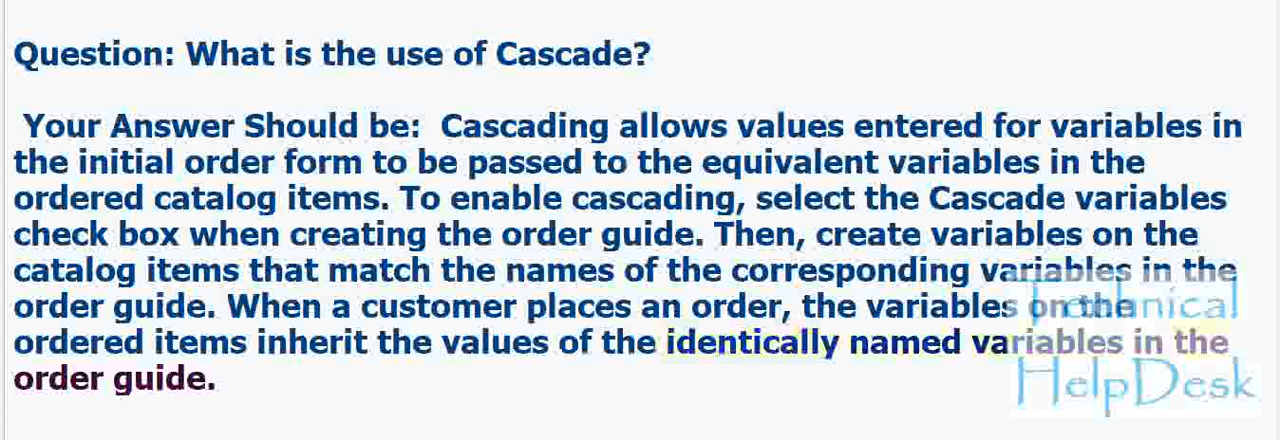 Question: What is the use of Cascade?
Your Answer Should be: Cascading allows values entered for variables in
the initial order form to be passed to the equivalent variables in the
ordered catalog items. To enable cascading, select the Cascade variables
check box when creating the order guide. Then, create variables on the
catalog items that match the names of the corresponding variables in the
order guide. When a customer places an order, the variables on the
ordered items inherit the values of the identically named variables in the
order guide.
Technical
HelpDesk